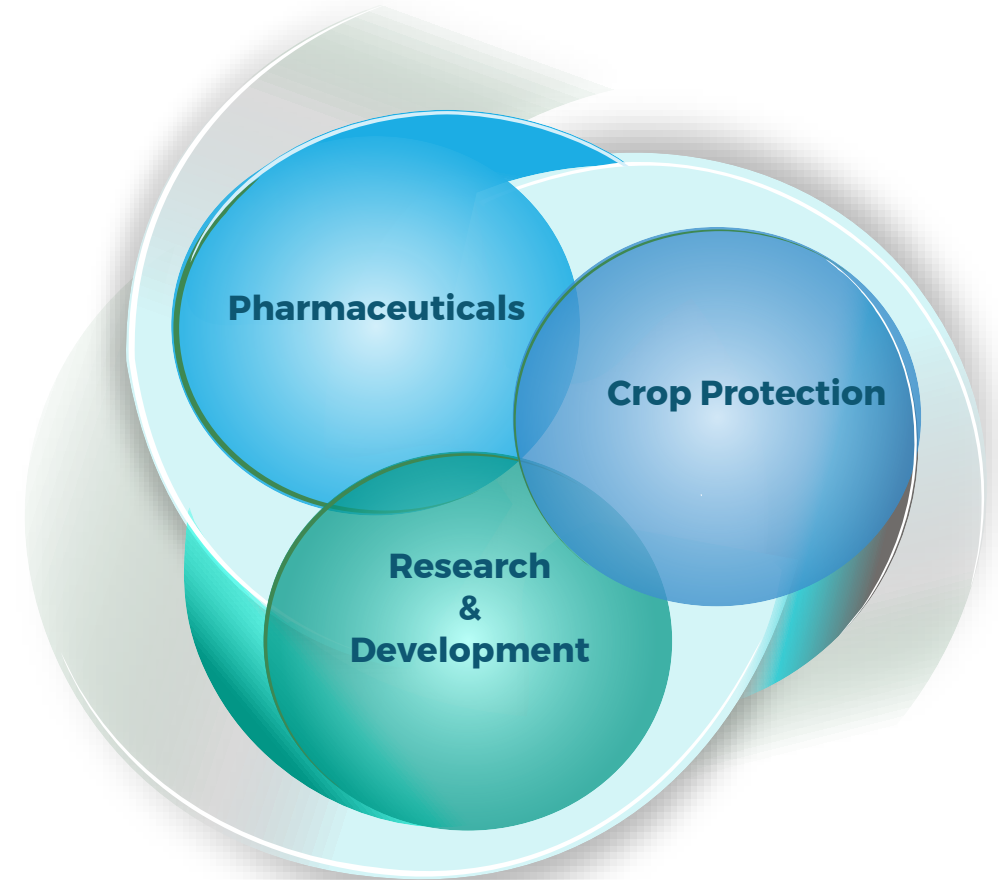 Pharmaceuticals
Crop Protection
Research
&
Development